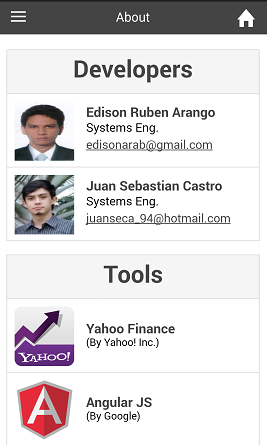 About
Developers
Edison Ruben Arango
Systems Eng.
edisonarab@gmail.com
Juan Sebastian Castro
Systems Eng.
juanseca_94@hotmail.com
Tools
YAHOO!
Yahoo Finance
(By Yahoo! Inc.)
A
Angular JS
(By Google)